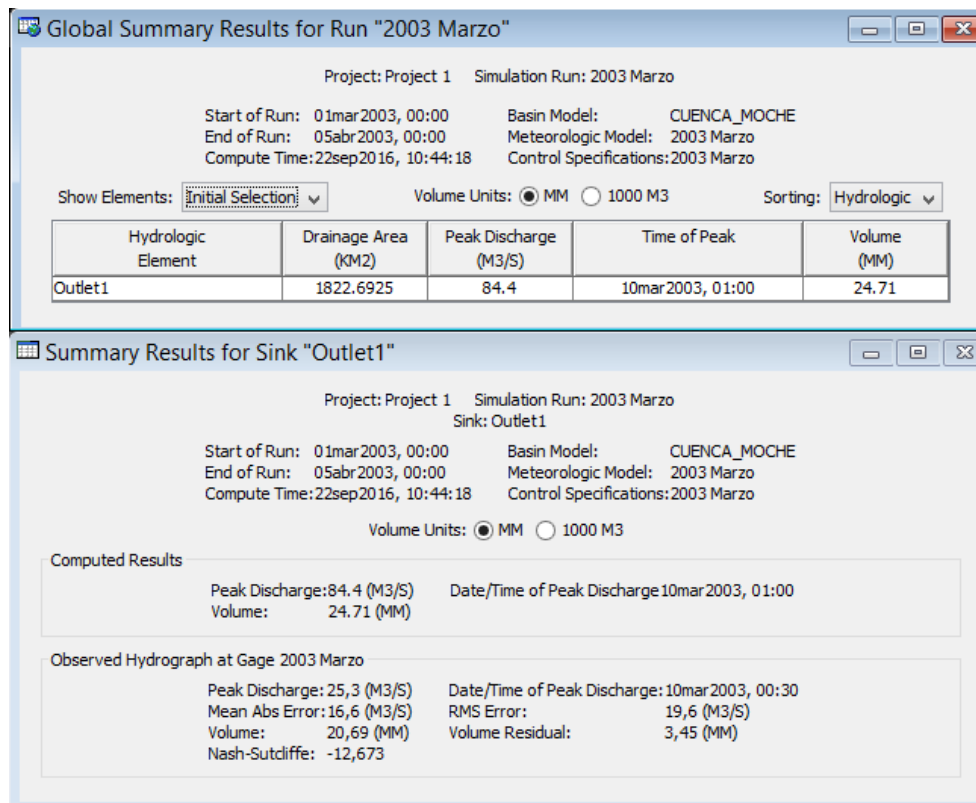 Global Summary Results for Run "2003 Marzo"
Project: Project 1 Simulation Run: 2003 Marzo
Start of Run: 01mar2003, 00:00 Basin Model: CUENCA_MOCHE
End of Run: 05abr2003, 00:00 Meteorologic Model: 2003 Marzo
Compute Time:22sep2016, 10:44:18 Control Specifications:2003 Marzo
Show Elements: Initial Selection Volume Units: MM 1000 M3 Sorting: Hydrologic
Hydrologic Drainage Area Peak Discharge Time of Peak Volume
Element (KM2) (M3/S) (MM)
Outlet1 1822.6925 84.4 10mar2003, 01:00 24.71
Summary Results for Sink "Outlet1"
Project: Project 1 Simulation Run: 2003 Marzo
Sink: Outlet1
Start of Run: 01mar2003, 00:00 Basin Model: CUENCA_MOCHE
End of Run: 05abr2003, 00:00 Meteorologic Model: 2003 Marzo
Compute Time:22sep2016, 10:44:18 Control Specifications:2003 Marzo
Volume Units: MM 1000 M3
Computed Results
Peak Discharge:84.4 (M3/S) Date/Time of Peak Discharge10mar2003, 01:00
Volume: 24.71 (MM)
Observed Hydrograph at Gage 2003 Marzo
Peak Discharge:25,3 (M3/S) Date/Time of Peak Discharge:10mar2003, 00:30
Mean Abs Error:16,6 (M3/S) RMS Error: 19,6 (M3/S)
Volume: 20,69 (MM) Volume Residual: 3,45 (MM)
Nash-Sutcliffe: -12,673